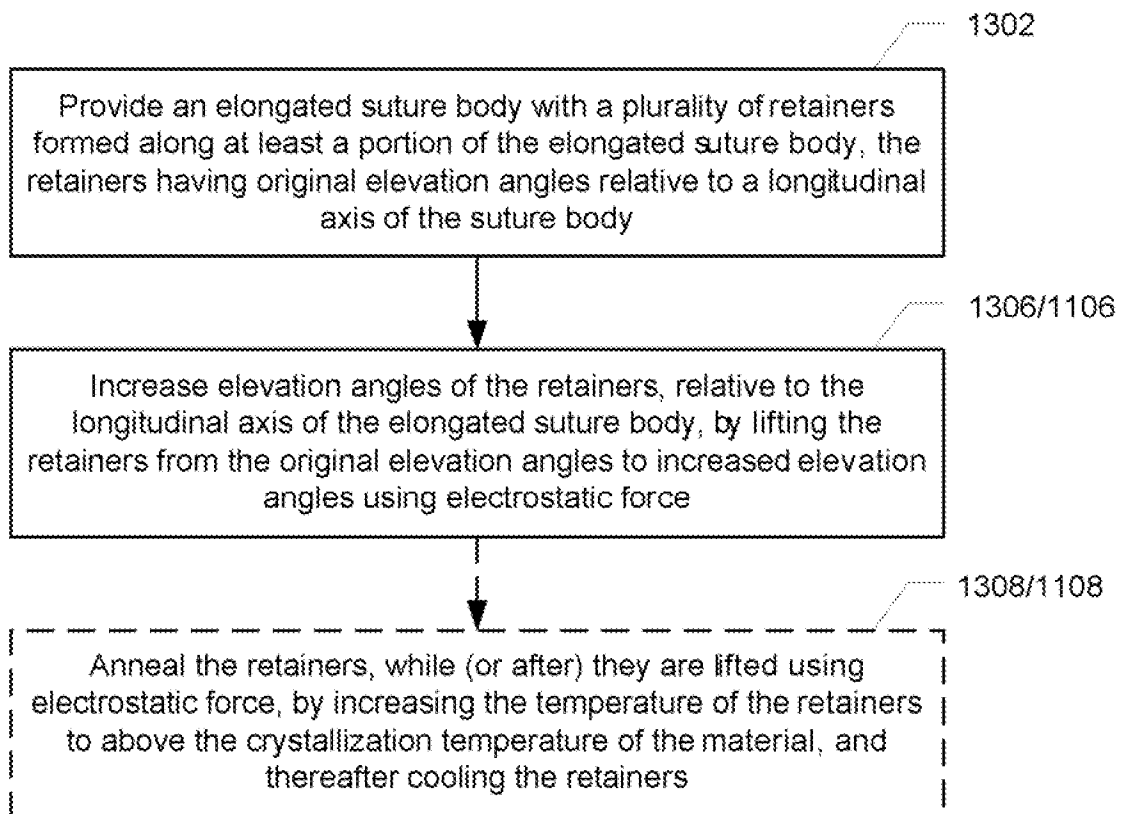 1302
Provide an elongated suture body with a plurality of retainers
formed along at least a portion of the elongated suture body, the
retainers having original elevation angles relative to a longitudinal
axis of the suture body
1306/1106
Increase elevation angles of the retainers, relative to the
longitudinal axis of the elongated suture body, by lifting the
retainers from the original elevation angles to increased elevation
angles using electrostatic force
1308/1108
Anneal the retainers, while (or after) they are lifted using
electrostatic force, by increasing the temperature of the retainers
to above the crystallization temperature of the material, and
thereafter cooling the retainers